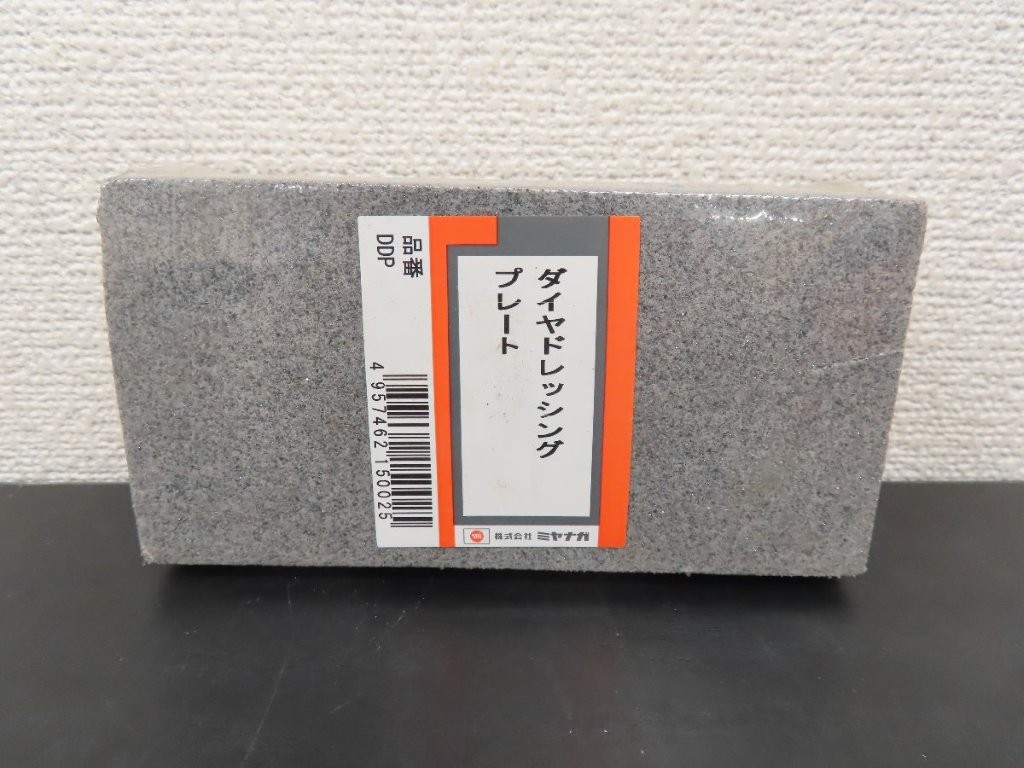 品番
DDP
4 957462 150025
ダイヤドレッシング
プレート
株式会社 ミヤナガ